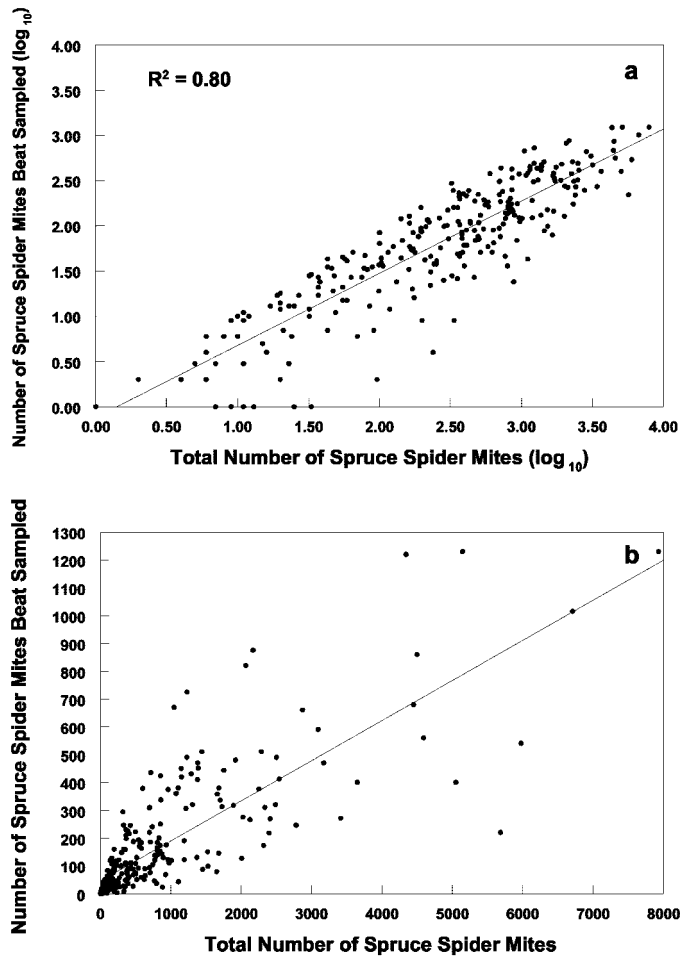 a
R² = 0.80
Number of Spruce Spider Mites Beat Sampled (log 10)
4.00
3.50
3.00
2.50
2.00
1.50
1.00
0.50
0.00
0.00 0.50 1.00 1.50 2.00 2.50 3.00 3.50 4.00
Total Number of Spruce Spider Mites (log 10)
b
Number of Spruce Spider Mites Beat Sampled
1300
1200
1100
1000
900
800
700
600
500
400
300
200
100
0
0 1000 2000 3000 4000 5000 6000 7000 8000
Total Number of Spruce Spider Mites